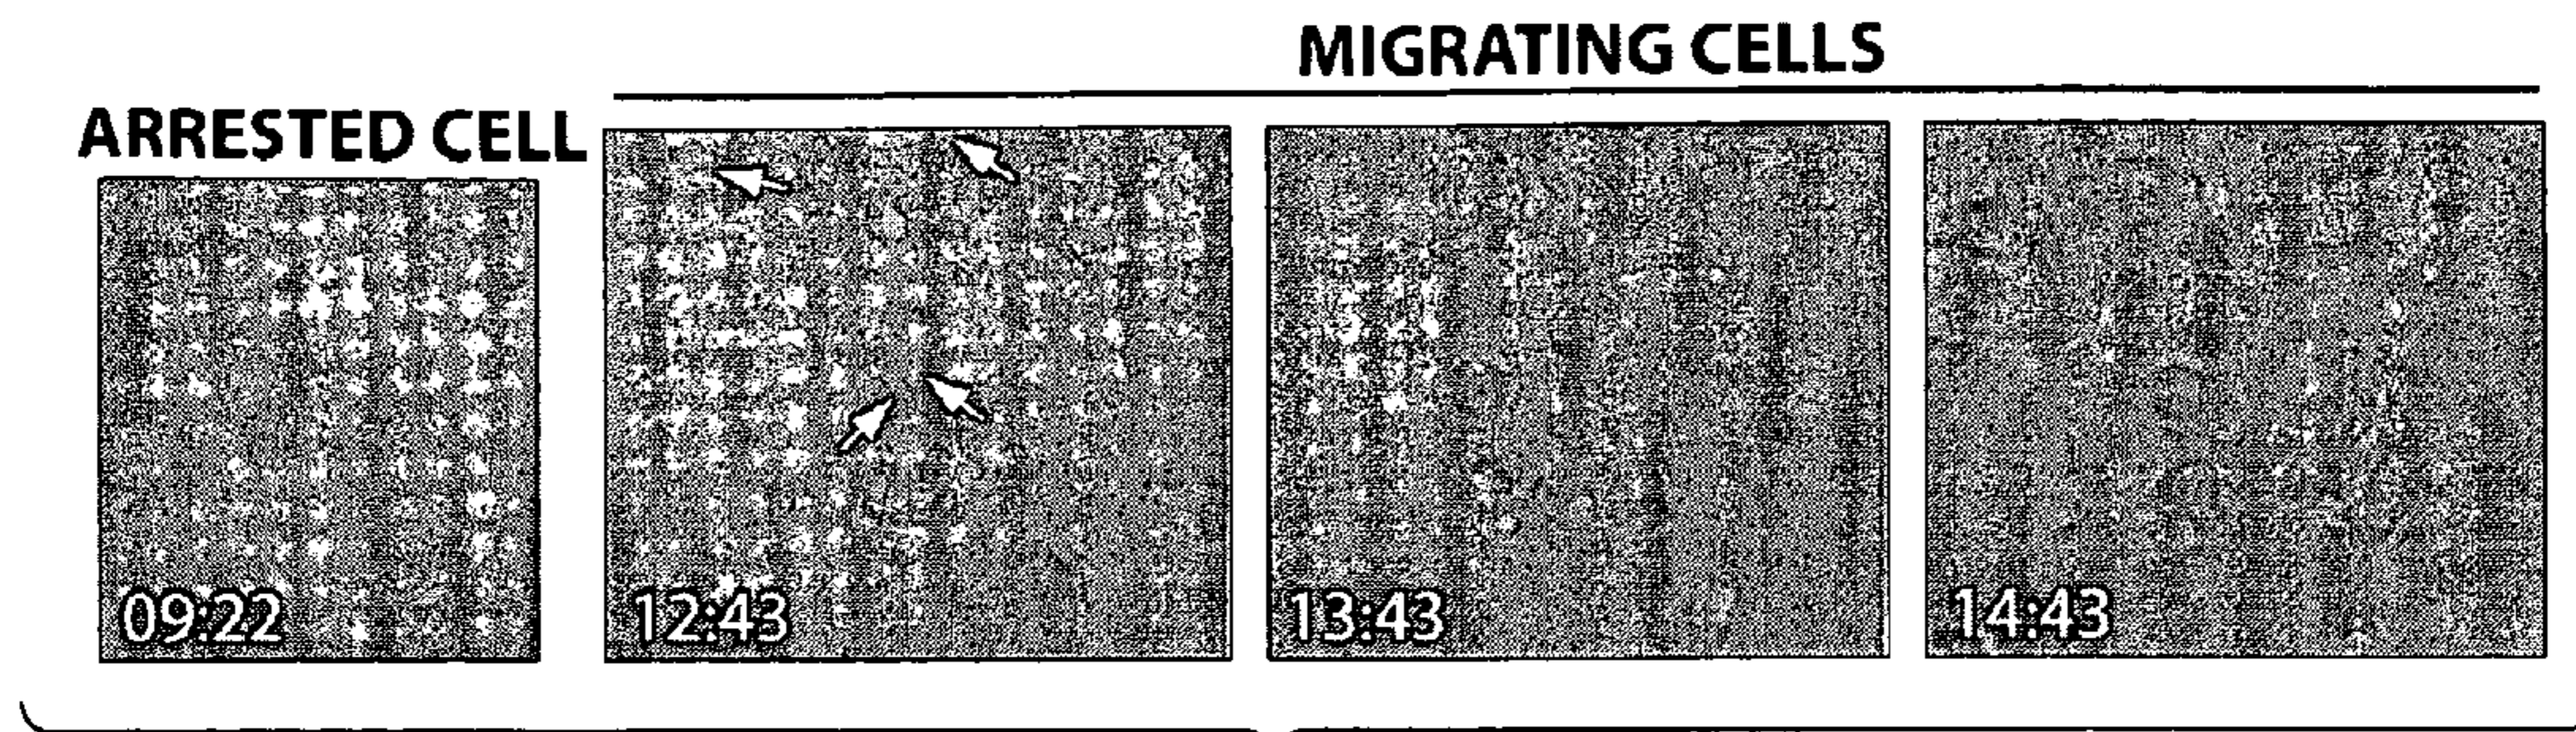 MIGRATING CELLS
ARRESTED CELL
09:22
12:43
13:43
14:43